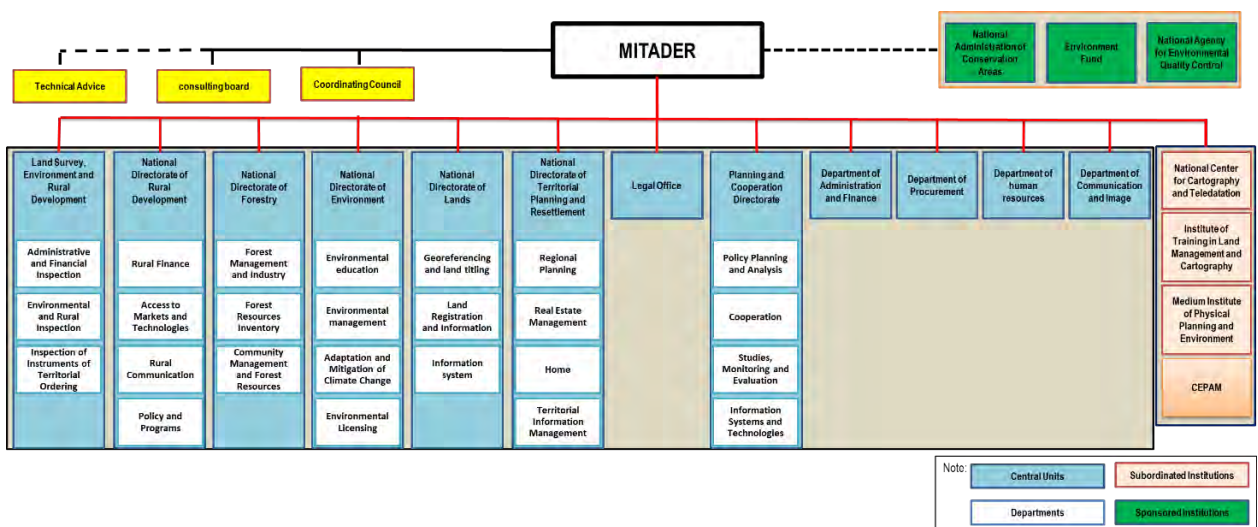 MITADER
National
Administration of
Conservation
Areas
Environment
Fund
National Agency
for Environmental
Quality Control
Technical Advice
consulting board
Coordinating Council
Land Survey,
Environment and
Rural
Development
National
Directorate of
Rural
Development
National
Directorate of
Forestry
National
Directorate of
Environment
National
Directorate of
Lands
National
Directorate of
Territorial
Planning and
Resettlement
Legal Office
Planning and
Cooperation
Directorate
Department of
Administration
and Finance
Department of
Procurement
Department of
human
resources
Department of
Communication
and Image
National Center
for Cartography
and Teledatation
Administrative
and Financial
Inspection
Rural Finance
Forest
Management
and Industry
Environmental
education
Georeferencing
and land titling
Regional
Planning
Policy Planning
and Analysis
Institute of
Training in Land
Management and
Cartography
Environmental
and Rural
Inspection
Access to
Markets and
Technologies
Forest
Resources
Inventory
Environmental
management
Land
Registration
and Information
Real Estate
Management
Cooperation
Medium Institute
of Physical
Planning and
Environment
Inspection of
Instruments of
Territorial
Ordering
Rural
Communication
Community
Management
and Forest
Resources
Adaptation and
Mitigation of
Climate Change
Information
system
Home
Studies,
Monitoring and
Evaluation
CEPAM
Policy and
Programs
Environmental
Licensing
Territorial
Information
Management
Information
Systems and
Technologies
Note:
Central Units
Subordinated Institutions
Departments
Sponsored Institutions